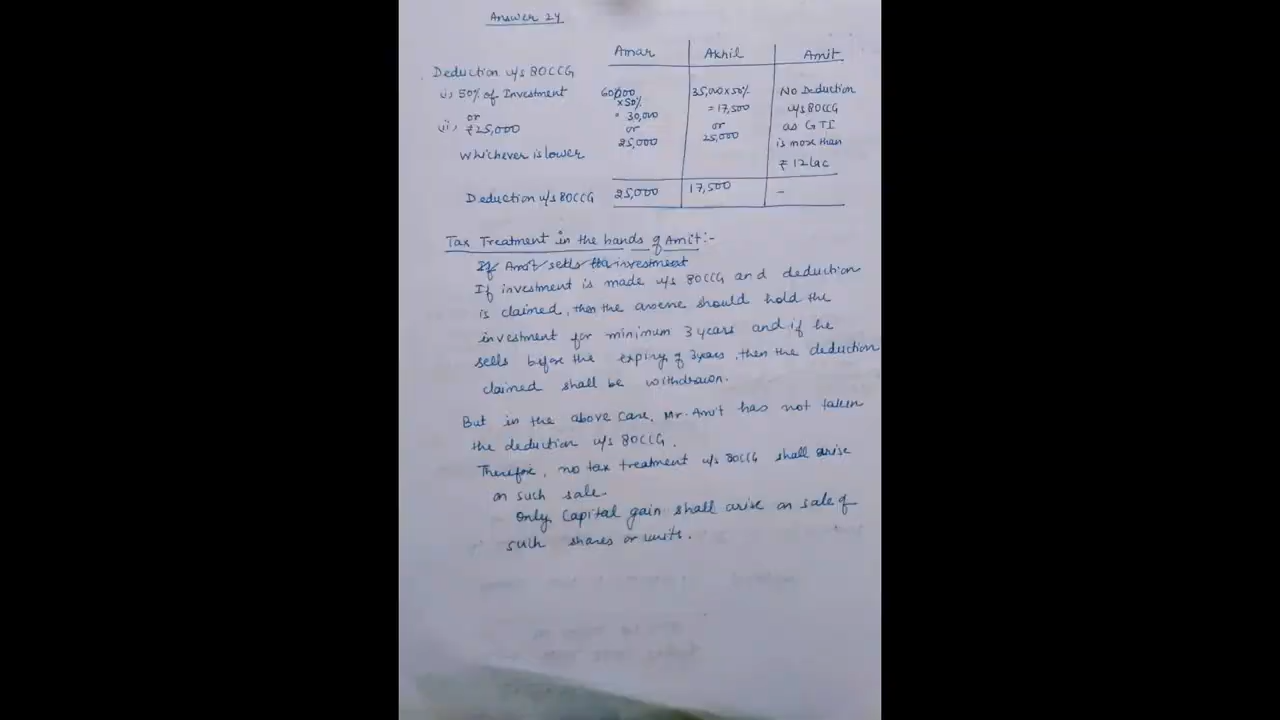 Answer 24
Amar Akhil Amit
Deduction u/s 80CCG
(i) 50% of Investment 60,000 35,000 x 50% No Deduction
x50%
or = 30,000 = 17,500 u/s 80CCG
(ii) ₹ 25,000 or or as GTI
25,000 25,000 is more than
Whichever is lower
₹ 12 lac
Deduction u/s 80CCG 25,000 17,500 -
Tax Treatment in the hands of Amit:-
If Amit sells the investment
If investment is made u/s 80CCG and deduction
is claimed, then the should hold the
investment for minimum 3 years and if he
sells before the expiry of 3 years, then the deduction
claimed shall be withdrawn.
But in the above case, Mr. Amit has not taken
the deduction u/s 80CCG.
Therefore, no tax treatment u/s 80CCG shall arise
on such sale.
Only Capital gain shall arise on sale of
such shares or units.